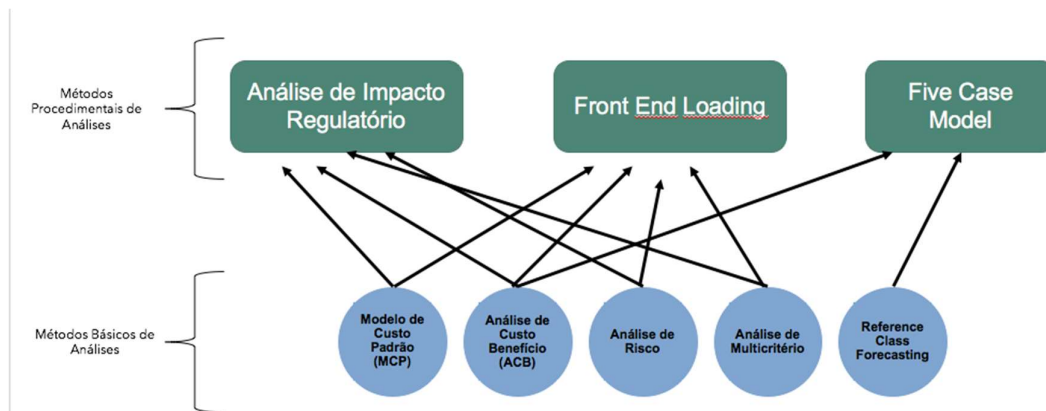 Métodos
Procedimentais de
Análises
Análise de Impacto
Regulatório
Front End Loading
Five Case
Model
Métodos Básicos de
Análises
Modelo de
Custo
Padrão
(MCP)
Análise de
Custo
Benefício
(ACB)
Análise de
Risco
Análise de
Multicritério
Reference
Class
Forecasting